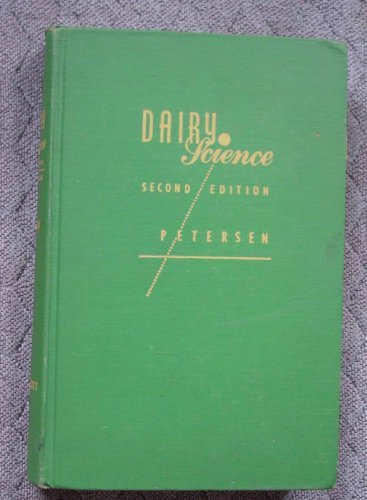 DAIRY
Science
SECOND EDITION
PETERSEN